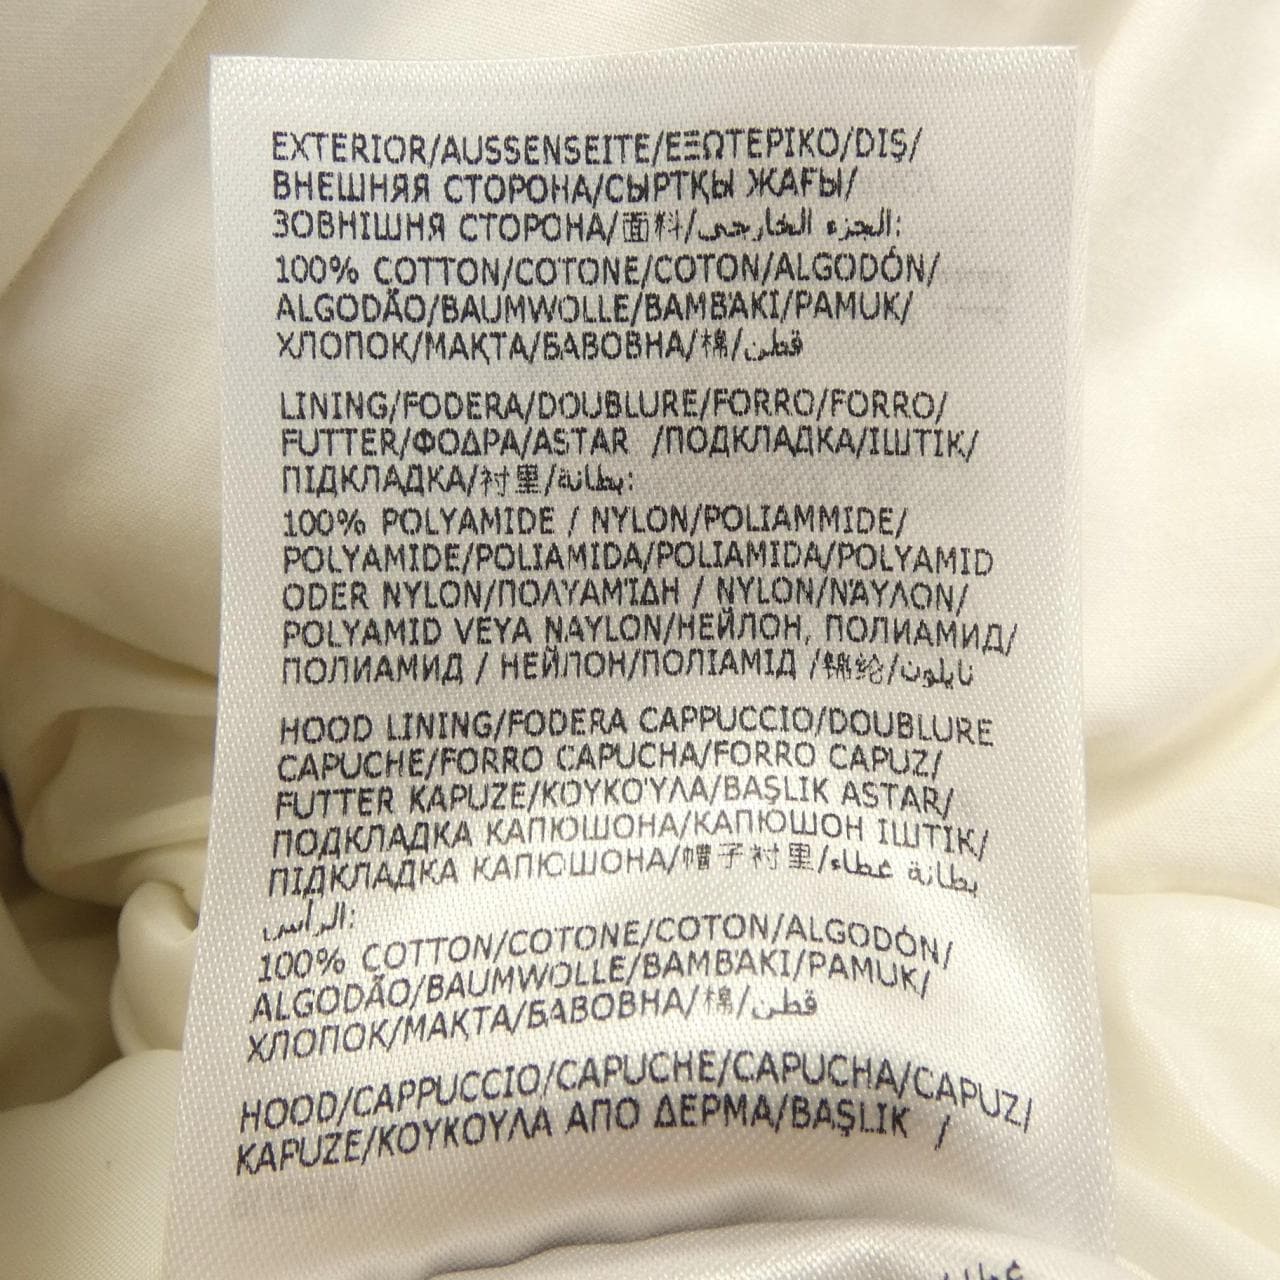 EXTERIOR/AUSSENSEITE/ΕΞΩΤΕΡΙΚΟ/DIŞ/
ВНЕШНЯЯ СТОРОНА/СЫРТҚЫ ЖАҒЫ/
ЗОВНІШНЯ СТОРОНА/面料/الجزء الخارجي:
100% COTTON/COTONE/COTON/ALGODÓN/
ALGODÃO/BAUMWOLLE/ΒΑΜΒΆΚΙ/PAMUK/
ХЛОПОК/МАҚТА/БАВОВНА/棉/قطن
LINING/FODERA/DOUBLURE/FORRO/FORRO/
FUTTER/ΦΟΔΡΑ/ASTAR /ПОДКЛАДКА/ІШТІК/
ПІДКЛАДКА/衬里/بطانة:
100% POLYAMIDE / NYLON/POLIAMMIDE/
POLYAMIDE/POLIAMIDA/POLIAMIDA/POLYAMID
ODER NYLON/ΠΟΛΥΑΜΊΔΗ / NYLON/ΝΆΥΛΟΝ/
POLYAMID VEYA NAYLON/НЕЙЛОН, ПОЛИАМИД/
ПОЛИАМИД / НЕЙЛОН/ПОЛІАМІД /锦纶/نايلون
HOOD LINING/FODERA CAPPUCCIO/DOUBLURE
CAPUCHE/FORRO CAPUCHA/FORRO CAPUZ/
FUTTER KAPUZE/ΚΟΥΚΟΎΛΑ/BAŞLIK ASTAR/
ПОДКЛАДКА КАПЮШОНА/КАПЮШОН ІШТІК/
ПІДКЛАДКА КАПЮШОНА/帽子衬里/بطانة غطاء
الرأس:
100% COTTON/COTONE/COTON/ALGODÓN/
ALGODÃO/BAUMWOLLE/ΒΑΜΒΆΚΙ/PAMUK/
ХЛОПОК/МАҚТА/БАВОВНА/棉/قطن
HOOD/CAPPUCCIO/CAPUCHE/CAPUCHA/CAPUZ/
KAPUZE/ΚΟΥΚΟΥΛΑ ΑΠΟ ΔΕΡΜΑ/BAŞLIK /